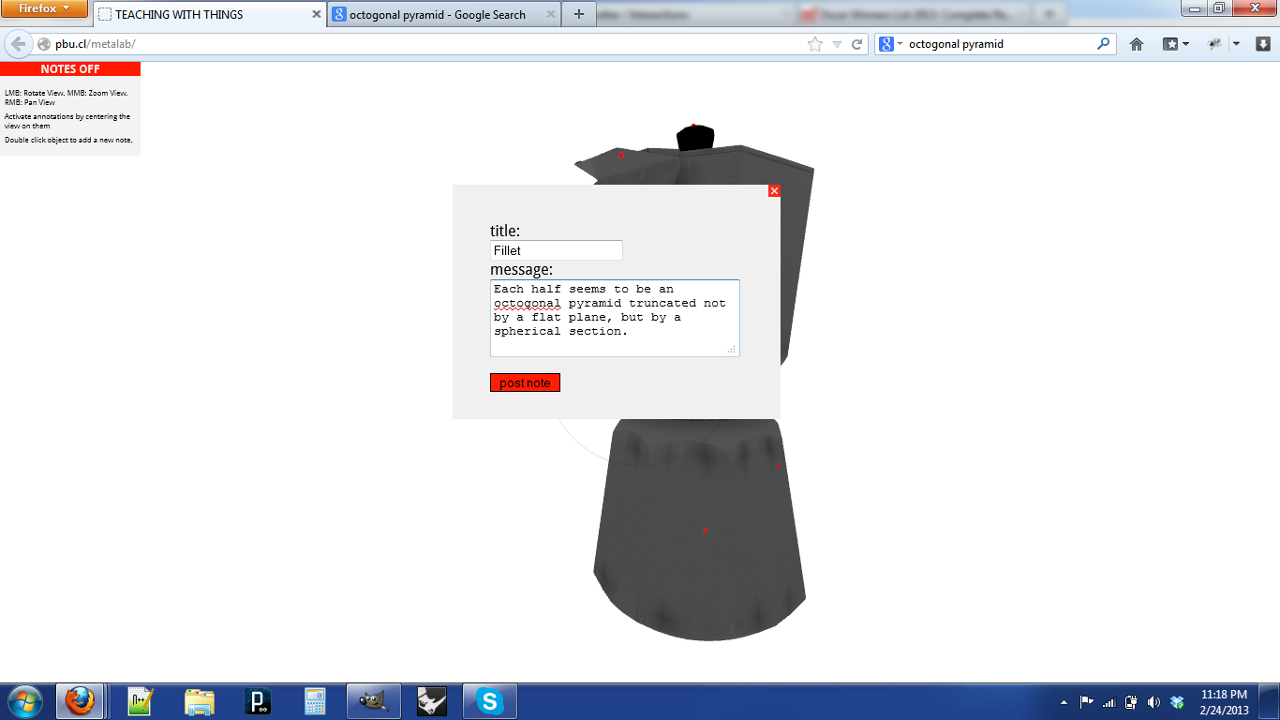 Firefox
TEACHING WITH THINGS
octogonal pyramid - Google Search
pbu.cl/metalab/
octogonal pyramid
NOTES OFF
LMB: Rotate View. MMB: Zoom View.
RMB: Pan View
Activate annotations by centering the
view on them
Double click object to add a new note.
title:
Fillet
message:
Each half seems to be an
octogonal pyramid truncated not
by a flat plane, but by a
spherical section.
post note
11:18 PM
2/24/2013